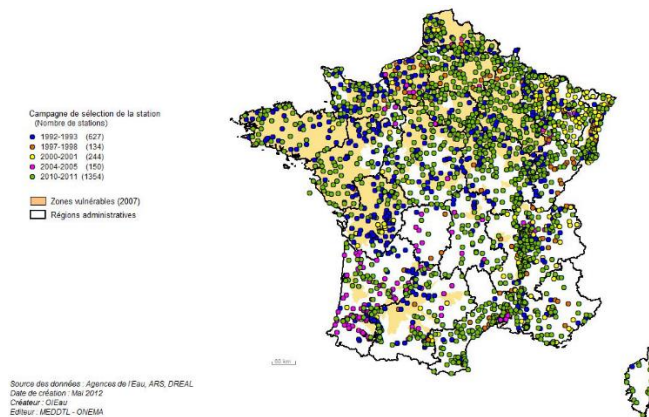 Campagne de sélection de la station
(Nombre de stations)
1992-1993 (627)
1997-1998 (134)
2000-2001 (244)
2004-2005 (150)
2010-2011 (1354)
Zones vulnérables (2007)
Régions administratives
50 km
Source des données : Agences de l'Eau, ARS, DREAL
Date de création : Mai 2012
Créateur : OIEau
Editeur : MEDDTL - ONEMA